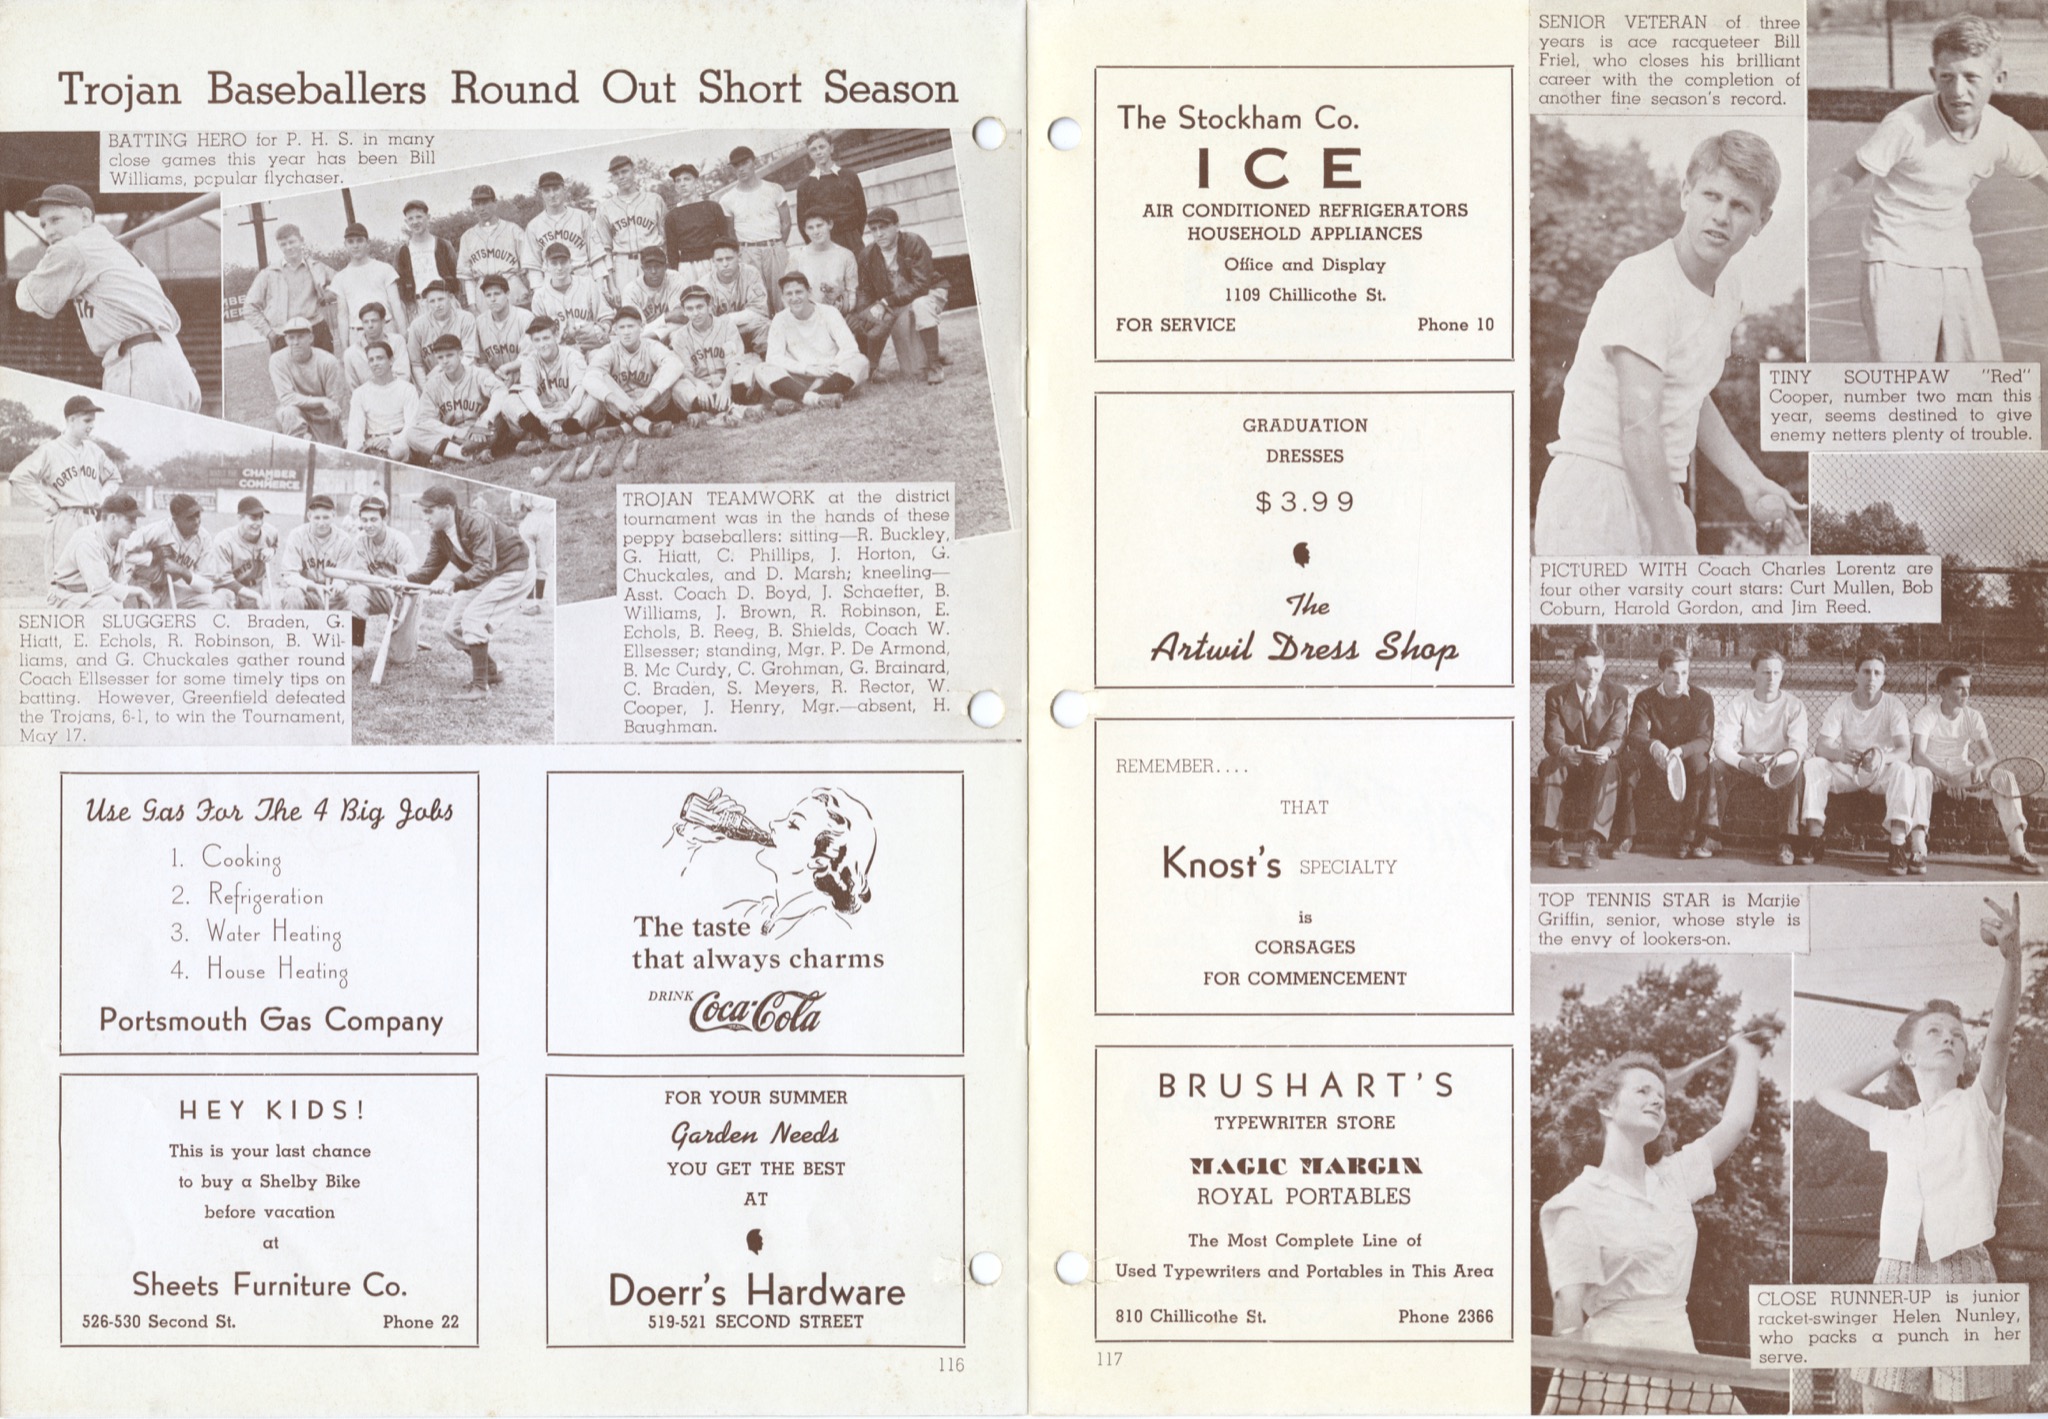 Trojan Baseballers Round Out Short Season
BATTING HERO for P. H. S. in many
close games this year has been Bill
Williams, popular flychaser.
PORTSMOUTH
CHAMBER
COMMERCE
TROJAN TEAMWORK at the district
tournament was in the hands of these
peppy baseballers: sitting—R. Buckley,
G. Hiatt, C. Phillips, J. Horton, G.
Chuckales, and D. Marsh; kneeling—
Asst. Coach D. Boyd, J. Schaefter, B.
Williams, J. Brown, R. Robinson, E.
Echols, B. Reeg, B. Shields, Coach W.
Ellsesser; standing, Mgr. P. De Armond,
B. Mc Curdy, C. Grohman, G. Brainard,
C. Braden, S. Meyers, R. Rector, W.
Cooper, J. Henry, Mgr.—absent, H.
Baughman.
SENIOR SLUGGERS C. Braden, G.
Hiatt, E. Echols, R. Robinson, B. Wil-
liams, and G. Chuckales gather round
Coach Ellsesser for some timely tips on
batting. However, Greenfield defeated
the Trojans, 6-1, to win the Tournament,
May 17.
Use Gas For The 4 Big Jobs
1. Cooking
2. Refrigeration
3. Water Heating
4. House Heating
Portsmouth Gas Company
The taste
that always charms
DRINK Coca-Cola
HEY KIDS!
This is your last chance
to buy a Shelby Bike
before vacation
at
Sheets Furniture Co.
526-530 Second St. Phone 22
FOR YOUR SUMMER
Garden Needs
YOU GET THE BEST
AT
Doerr's Hardware
519-521 SECOND STREET
116
The Stockham Co.
ICE
AIR CONDITIONED REFRIGERATORS
HOUSEHOLD APPLIANCES
Office and Display
1109 Chillicothe St.
FOR SERVICE Phone 10
GRADUATION
DRESSES
$3.99
The
Artwil Dress Shop
REMEMBER....
THAT
Knost's SPECIALTY
is
CORSAGES
FOR COMMENCEMENT
BRUSHART'S
TYPEWRITER STORE
MAGIC MARGIN
ROYAL PORTABLES
The Most Complete Line of
Used Typewriters and Portables in This Area
810 Chillicothe St. Phone 2366
117
SENIOR VETERAN of three
years is ace racqueteer Bill
Friel, who closes his brilliant
career with the completion of
another fine season's record.
TINY SOUTHPAW "Red"
Cooper, number two man this
year, seems destined to give
enemy netters plenty of trouble.
PICTURED WITH Coach Charles Lorentz are
four other varsity court stars: Curt Mullen, Bob
Coburn, Harold Gordon, and Jim Reed.
TOP TENNIS STAR is Marjie
Griffin, senior, whose style is
the envy of lookers-on.
CLOSE RUNNER-UP is junior
racket-swinger Helen Nunley,
who packs a punch in her
serve.